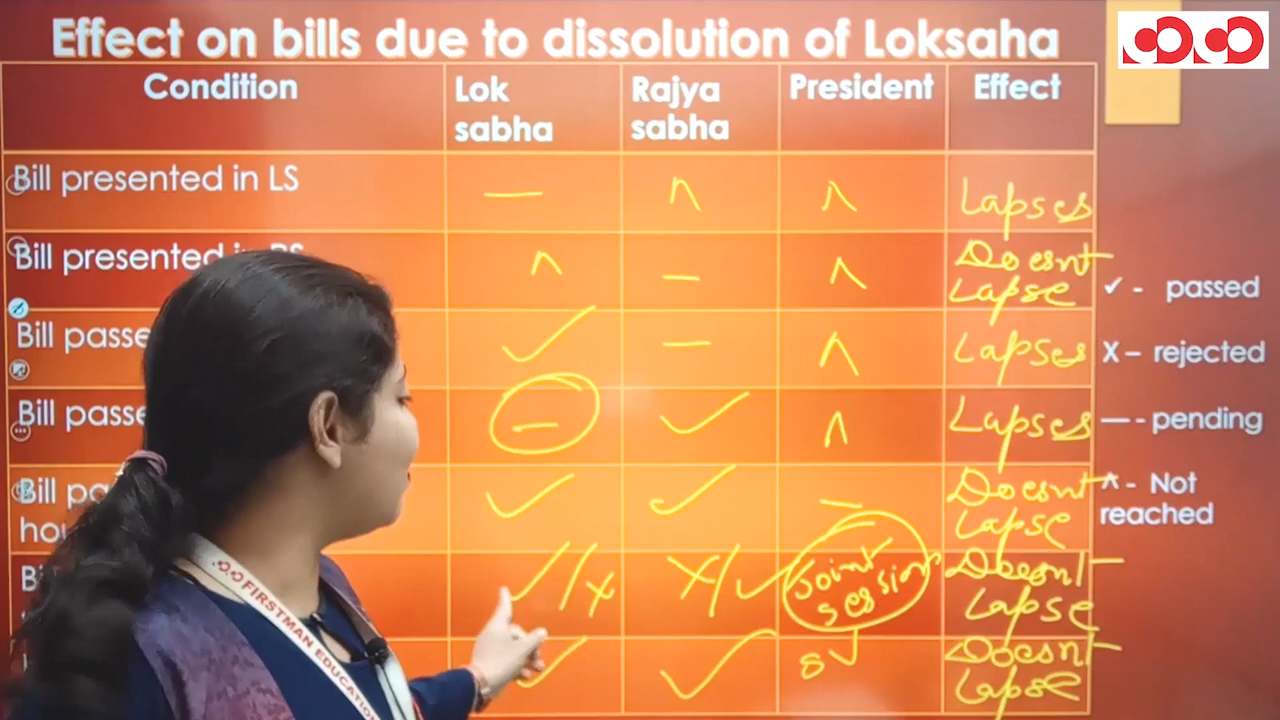 Effect on bills due to dissolution of Loksaha
Condition Lok sabha Rajya sabha President Effect
Bill presented in LS — ʌ ʌ Lapses
Bill presented in RS ʌ — ʌ Doesnt Lapse
Bill passe ✓ — ʌ Lapses
Bill passe — ✓ ʌ Lapses
Bill pa ✓ ✓ — Doesnt Lapse
hou
✓/x x/✓ Joint session Doesnt Lapse
✓ ✓ Doesnt Lapse
✓ - passed
X – rejected
— - pending
ʌ - Not
reached
FIRSTMAN EDUCATION